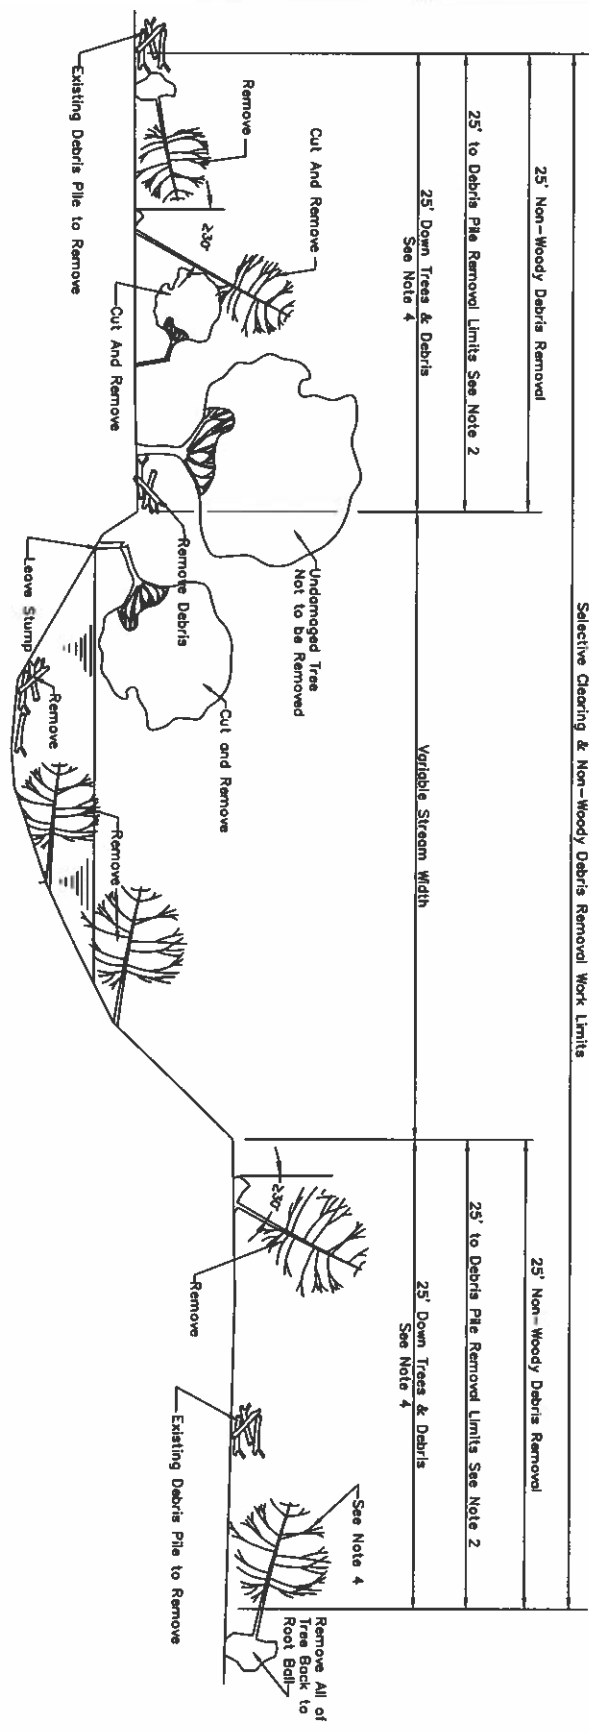 Selective Clearing & Non-Woody Debris Removal Work Limits
25' Non-Woody Debris Removal
25' Non-Woody Debris Removal
25' to Debris Pile Removal Limits See Note 2
25' to Debris Pile Removal Limits See Note 2
25' Down Trees & Debris
See Note 4
Variable Stream Width
25' Down Trees & Debris
See Note 4
Cut And Remove
Undamaged Tree
Not to be Removed
See Note 4
Remove
≥30°
Cut and Remove
≥30°
Remove All of
Tree Back to
Root Ball
Remove Debris
Remove
Cut And Remove
Remove
Existing Debris Pile to Remove
Existing Debris Pile to Remove
Remove
Leave Stump